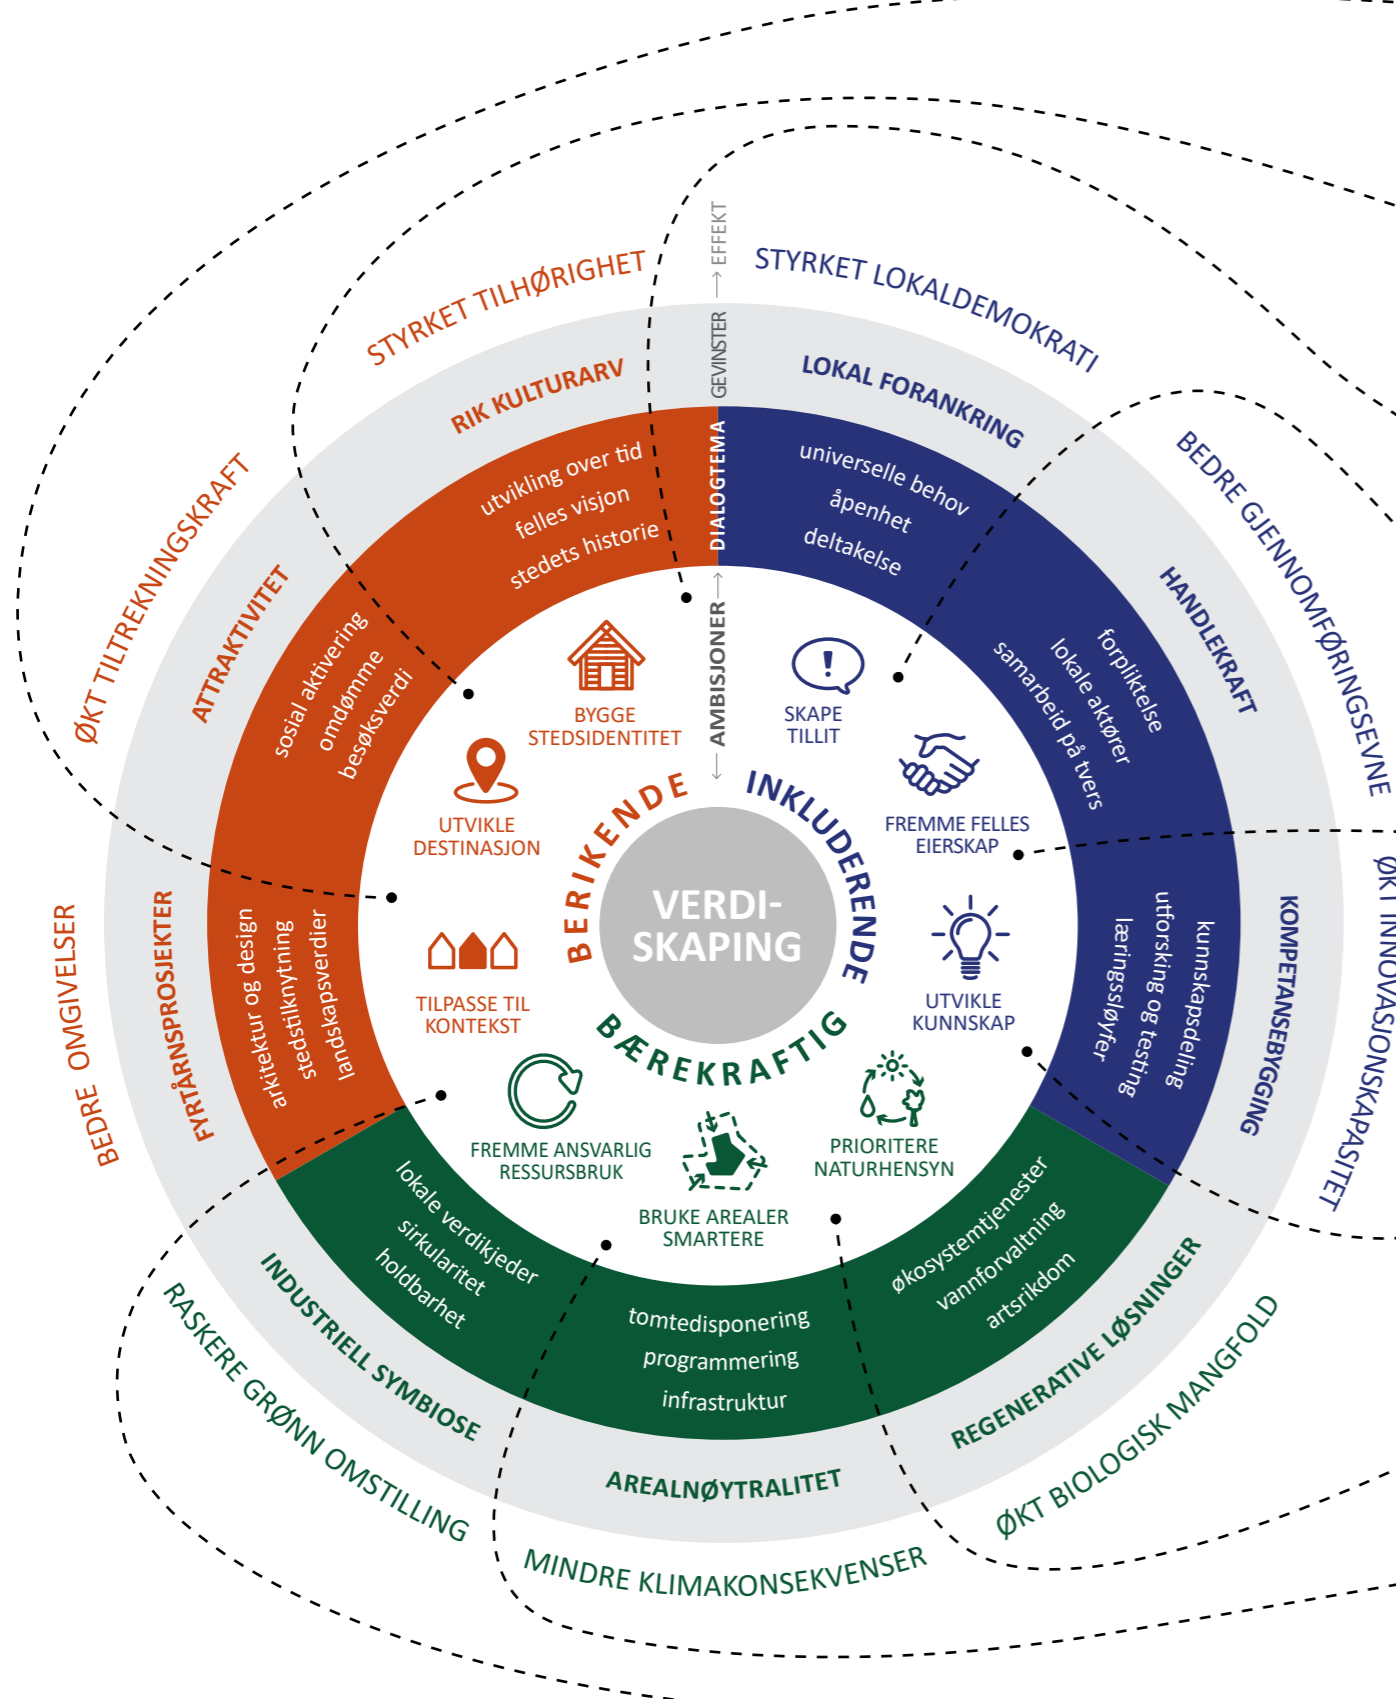 EFFEKT
GEVINSTER
DIALOGTEMA
AMBISJONER
VERDI-
SKAPING
INKLUDERENDE
SKAPE
TILLIT
deltakelse
åpenhet
universelle behov
LOKAL FORANKRING
STYRKET LOKALDEMOKRATI
FREMME FELLES
EIERSKAP
samarbeid på tvers
lokale aktører
forpliktelse
HANDLEKRAFT
BEDRE GJENNOMFØRINGSEVNE
UTVIKLE
KUNNSKAP
læringssløyfer
utforsking og testing
kunnskapsdeling
KOMPETANSEBYGGING
ØKT INNOVASJONSKAPASITET
BÆREKRAFTIG
PRIORITERE
NATURHENSYN
økosystemtjenester
vannforvaltning
artsrikdom
REGENERATIVE LØSNINGER
ØKT BIOLOGISK MANGFOLD
BRUKE AREALER
SMARTERE
tomtedisponering
programmering
infrastruktur
AREALNØYTRALITET
MINDRE KLIMAKONSEKVENSER
FREMME ANSVARLIG
RESSURSBRUK
lokale verdikjeder
sirkularitet
holdbarhet
INDUSTRIELL SYMBIOSE
RASKERE GRØNN OMSTILLING
BERIKENDE
TILPASSE TIL
KONTEKST
arkitektur og design
stedstilknytning
landskapsverdier
FYRTÅRNSPROSJEKTER
BEDRE OMGIVELSER
UTVIKLE
DESTINASJON
sosial aktivering
omdømme
besøksverdi
ATTRAKTIVITET
ØKT TILTREKNINGSKRAFT
BYGGE
STEDSIDENTITET
utvikling over tid
felles visjon
stedets historie
RIK KULTURARV
STYRKET TILHØRIGHET